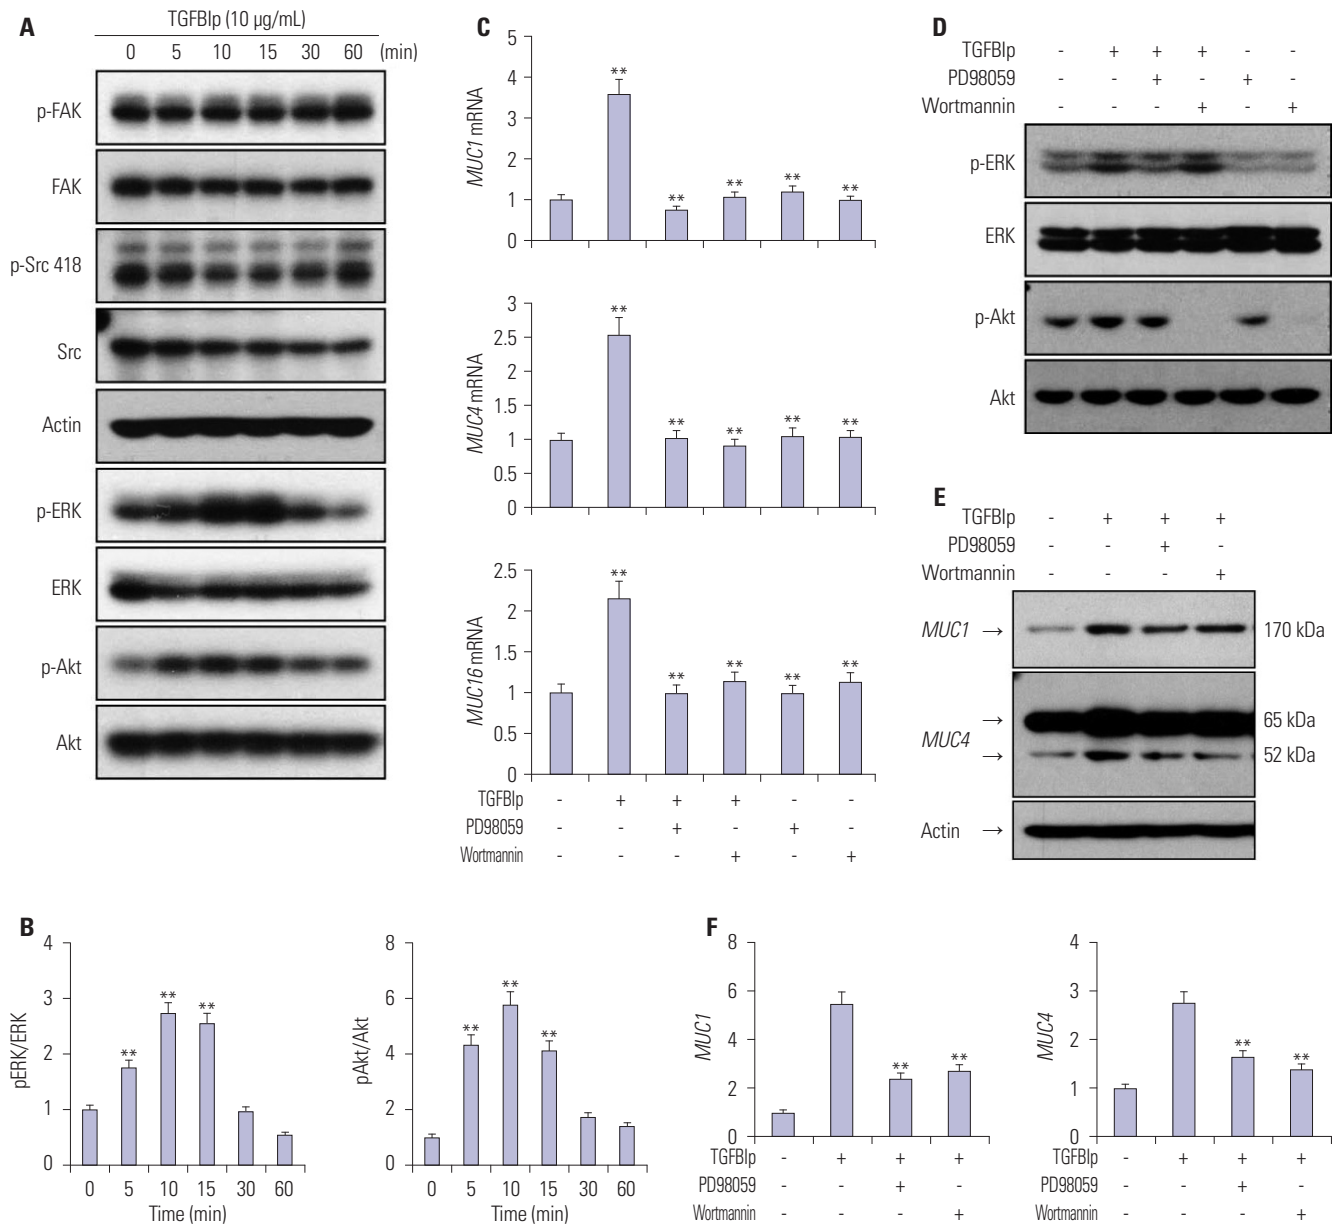 A
TGFBIp (10 µg/mL)
0 5 10 15 30 60 (min)
p-FAK
FAK
p-Src 418
Src
Actin
p-ERK
ERK
p-Akt
Akt
B
4
3
2
1
0
pERK/ERK
** ** **
0 5 10 15 30 60
Time (min)
8
6
4
2
0
pAkt/Akt
** ** **
0 5 10 15 30 60
Time (min)
C
5
4
3
2
1
0
MUC1 mRNA
** ** ** ** **
3
2.5
2
1.5
1
0.5
0
MUC4 mRNA
** ** ** ** **
2.5
2
1.5
1
0.5
0
MUC16 mRNA
** ** ** ** **
TGFBIp - + + + - -
PD98059 - - + - + -
Wortmannin - - - + - +
D
TGFBIp - + + + - -
PD98059 - - + - + -
Wortmannin - - - + - +
p-ERK
ERK
p-Akt
Akt
E
TGFBIp - + + +
PD98059 - - + -
Wortmannin - - - +
MUC1 → 170 kDa
→ 65 kDa
MUC4
→ 52 kDa
Actin →
F
8
6
4
2
0
MUC1
** **
TGFBIp - + + +
PD98059 - - + -
Wortmannin - - - +
4
3
2
1
0
MUC4
** **
TGFBIp - + + +
PD98059 - - + -
Wortmannin - - - +